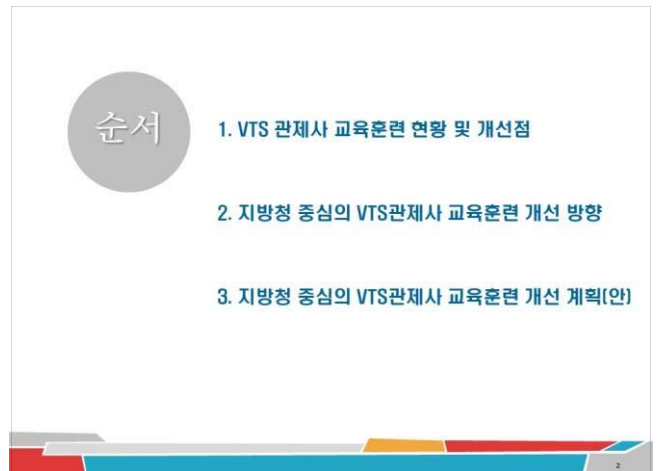 순서
1. VTS 관제사 교육훈련 현황 및 개선점
2. 지방청 중심의 VTS관제사 교육훈련 개선 방향
3. 지방청 중심의 VTS관제사 교육훈련 개선 계획(안)
2